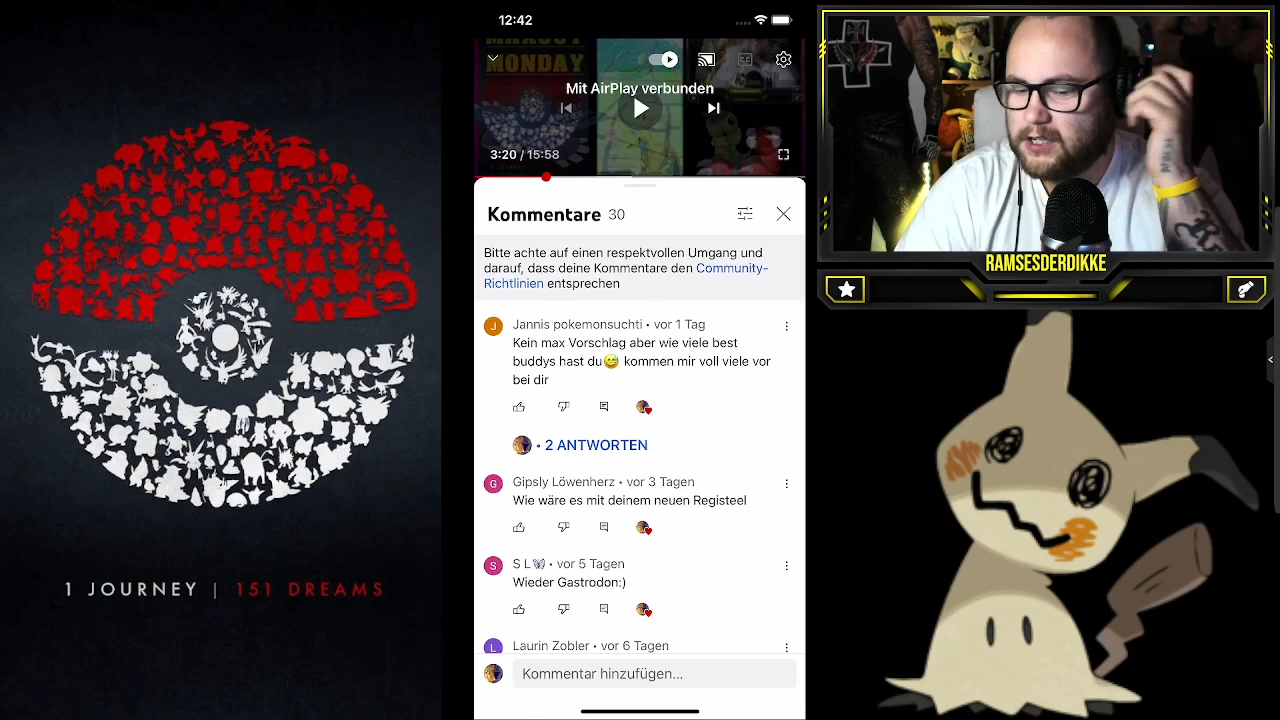 12:42
MARGOT
MONDAY
Mit AirPlay verbunden
3:20 / 15:58
Kommentare 30
Bitte achte auf einen respektvollen Umgang und
darauf, dass deine Kommentare den Community-
Richtlinien entsprechen
J
Jannis pokemonsuchti • vor 1 Tag
Kein max Vorschlag aber wie viele best
buddys hast du😅 kommen mir voll viele vor
bei dir
• 2 ANTWORTEN
G
Gipsly Löwenherz • vor 3 Tagen
Wie wäre es mit deinem neuen Registeel
S
S L🦋 • vor 5 Tagen
Wieder Gastrodon:)
L
Laurin Zobler • vor 6 Tagen
Kommentar hinzufügen...
1 JOURNEY | 151 DREAMS
RAMSESDERDIKKE